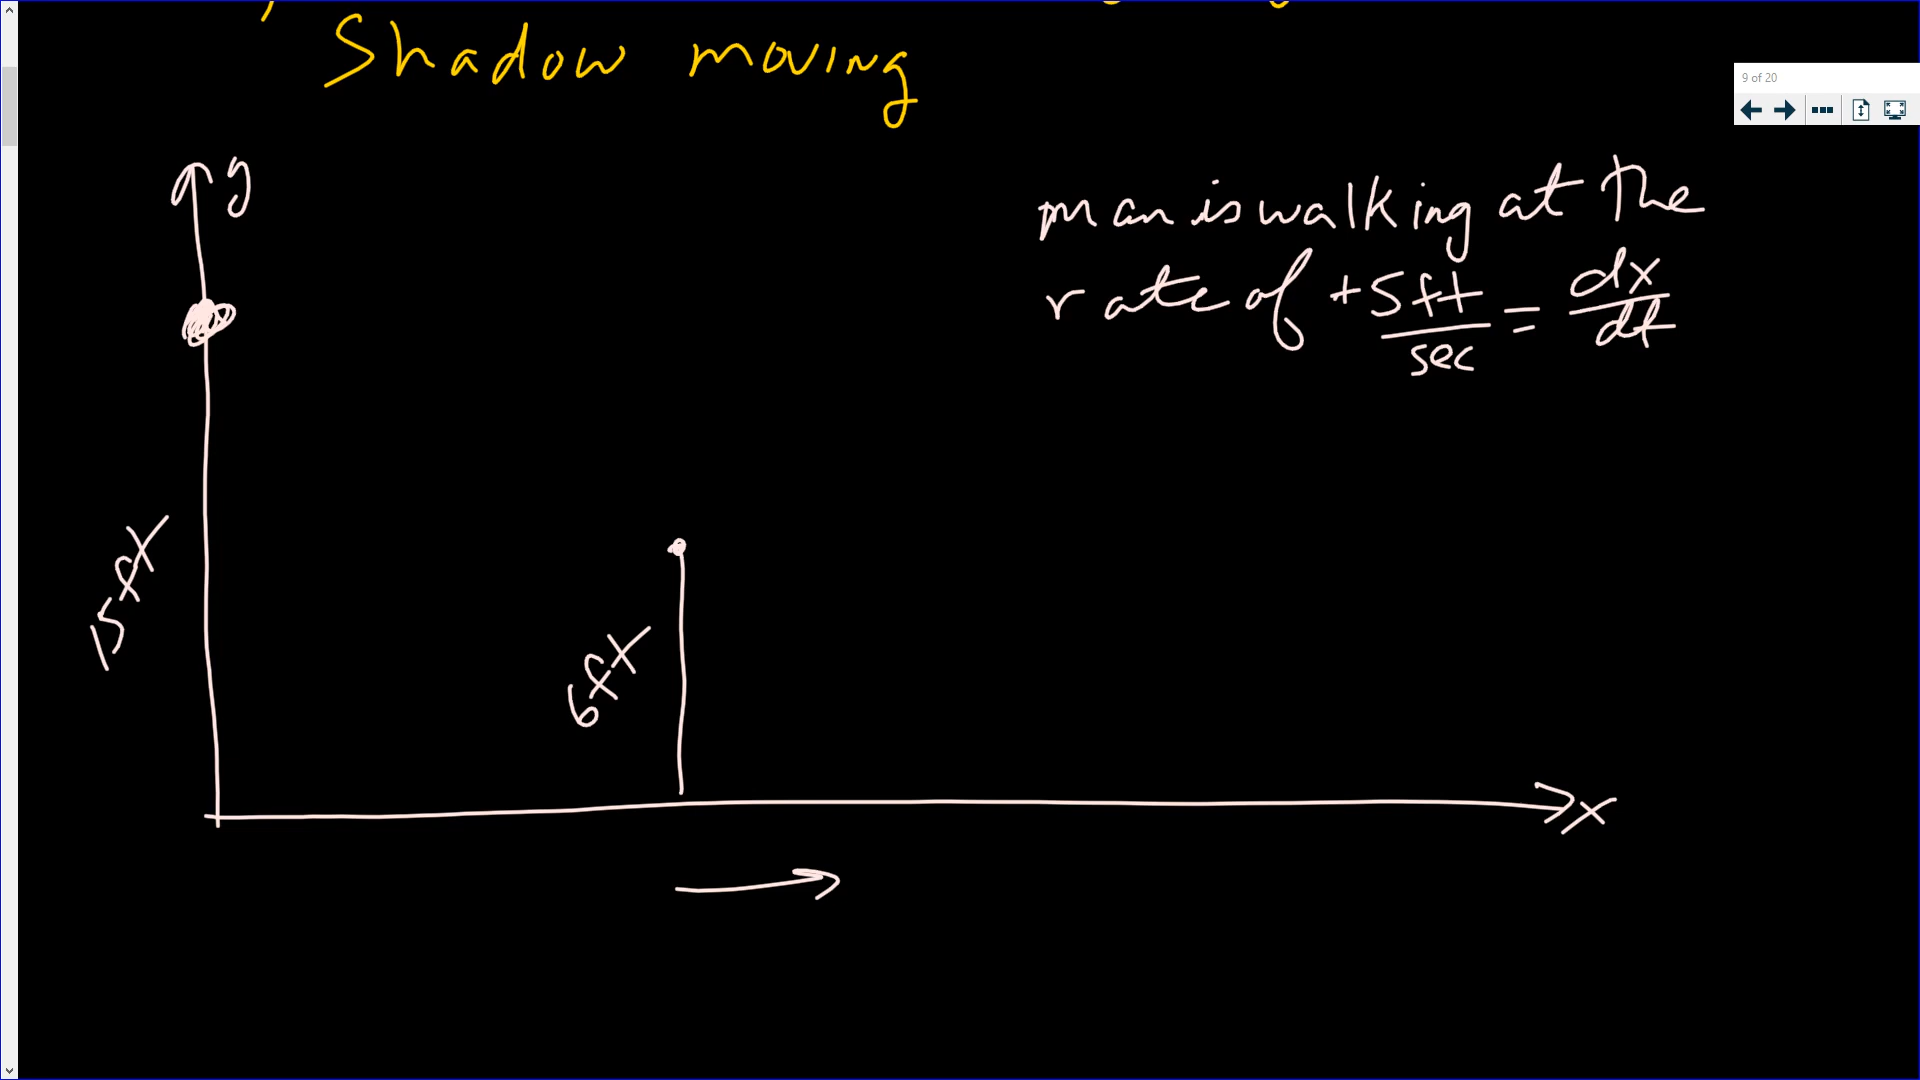 Shadow moving
9 of 20
y
man is walking at the
rate of +5ft/sec = dx/dt
15ft
6ft
x